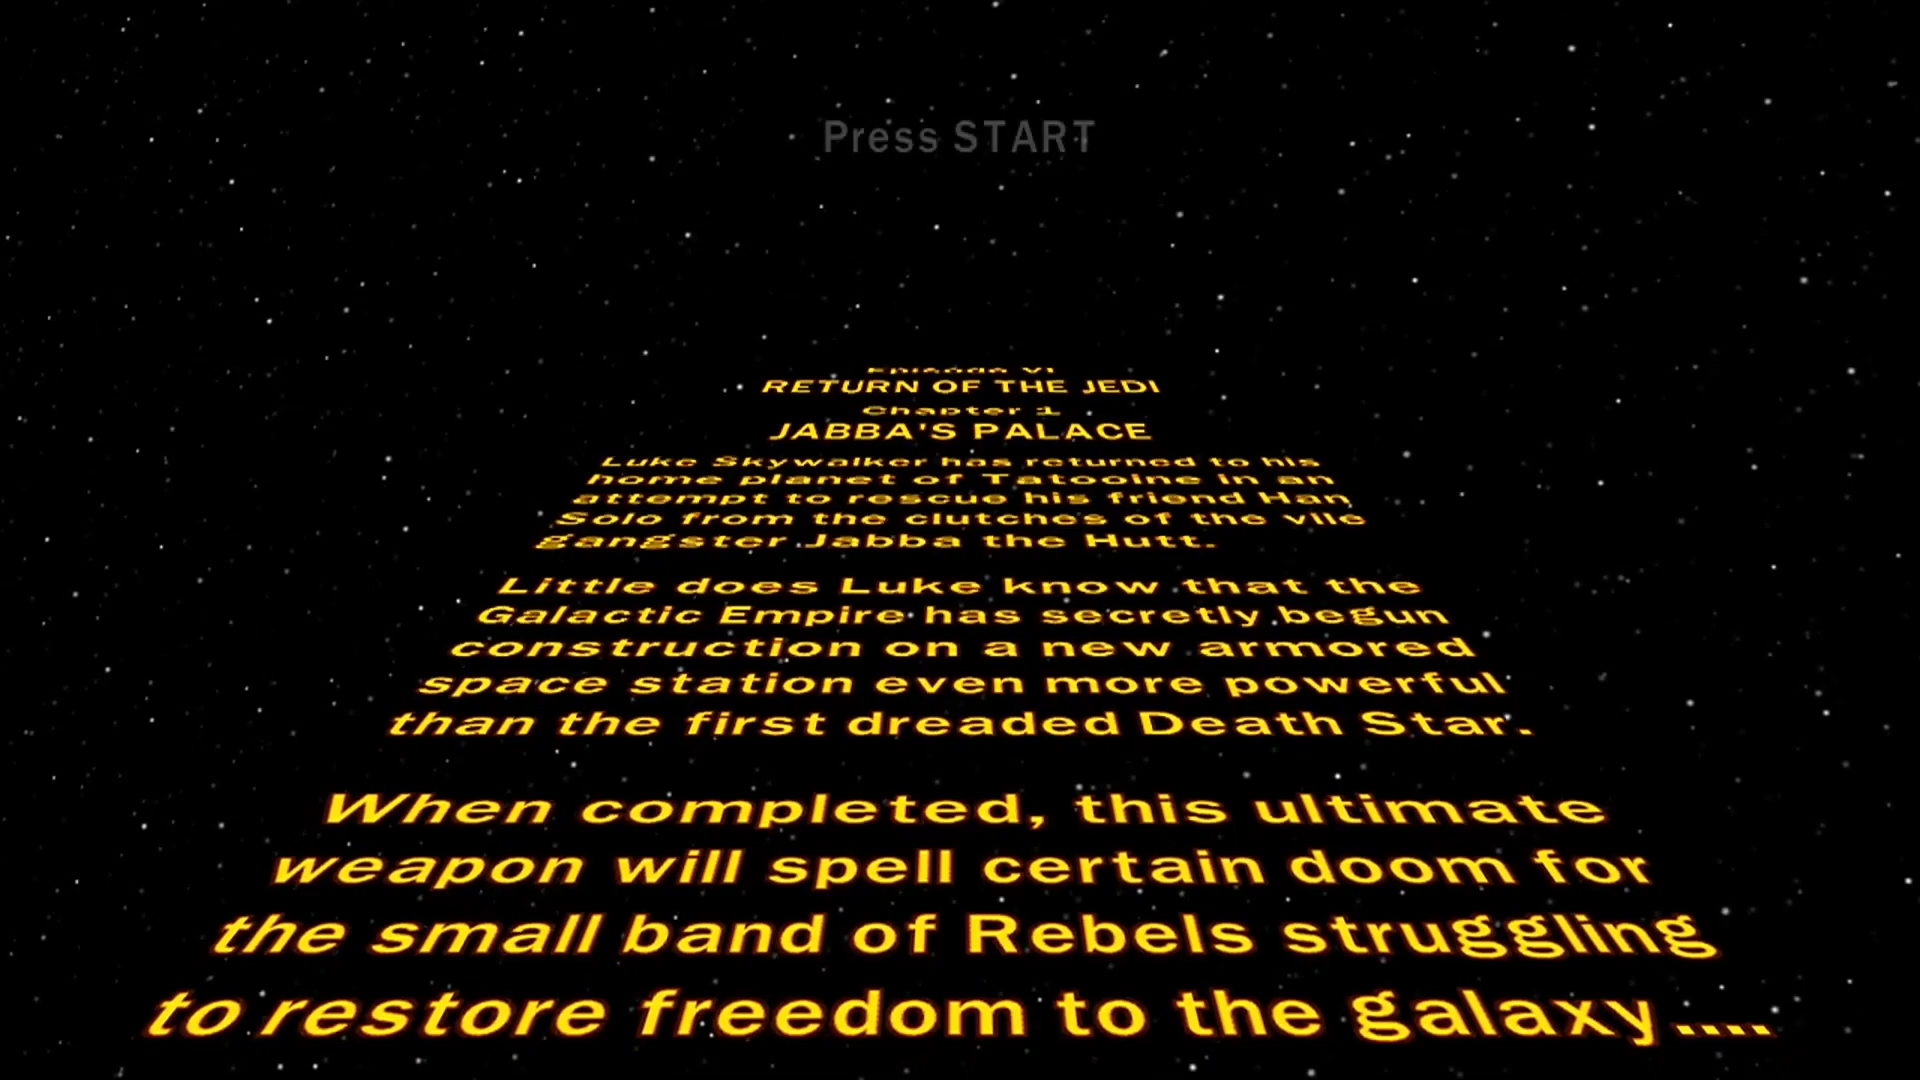 Press START
Episode VI
RETURN OF THE JEDI
Chapter 1
JABBA'S PALACE
Luke Skywalker has returned to his
home planet of Tatooine in an
attempt to rescue his friend Han
Solo from the clutches of the vile
gangster Jabba the Hutt.
Little does Luke know that the
Galactic Empire has secretly begun
construction on a new armored
space station even more powerful
than the first dreaded Death Star.
When completed, this ultimate
weapon will spell certain doom for
the small band of Rebels struggling
to restore freedom to the galaxy....